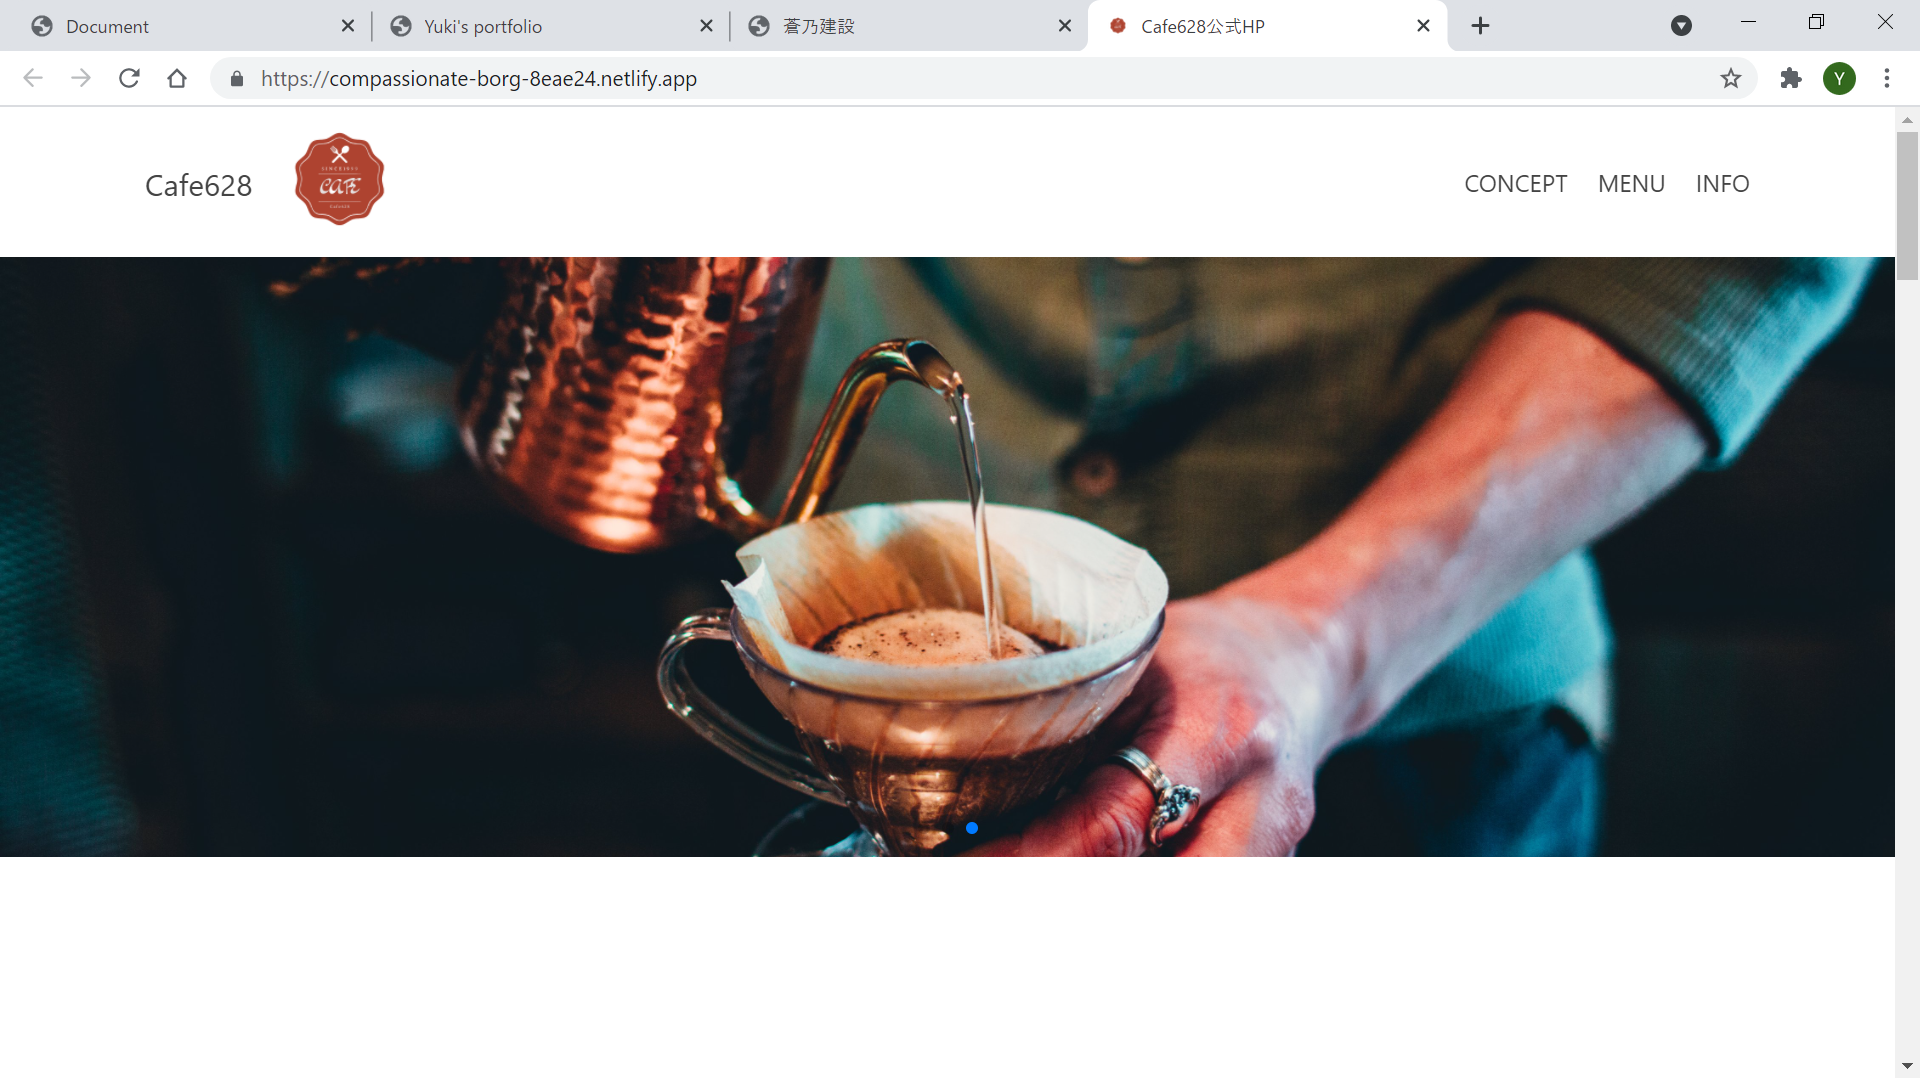 Document
Yuki's portfolio
蒼乃建設
Cafe628公式HP
https://compassionate-borg-8eae24.netlify.app
Y
Cafe628
CAFE
CONCEPT
MENU
INFO